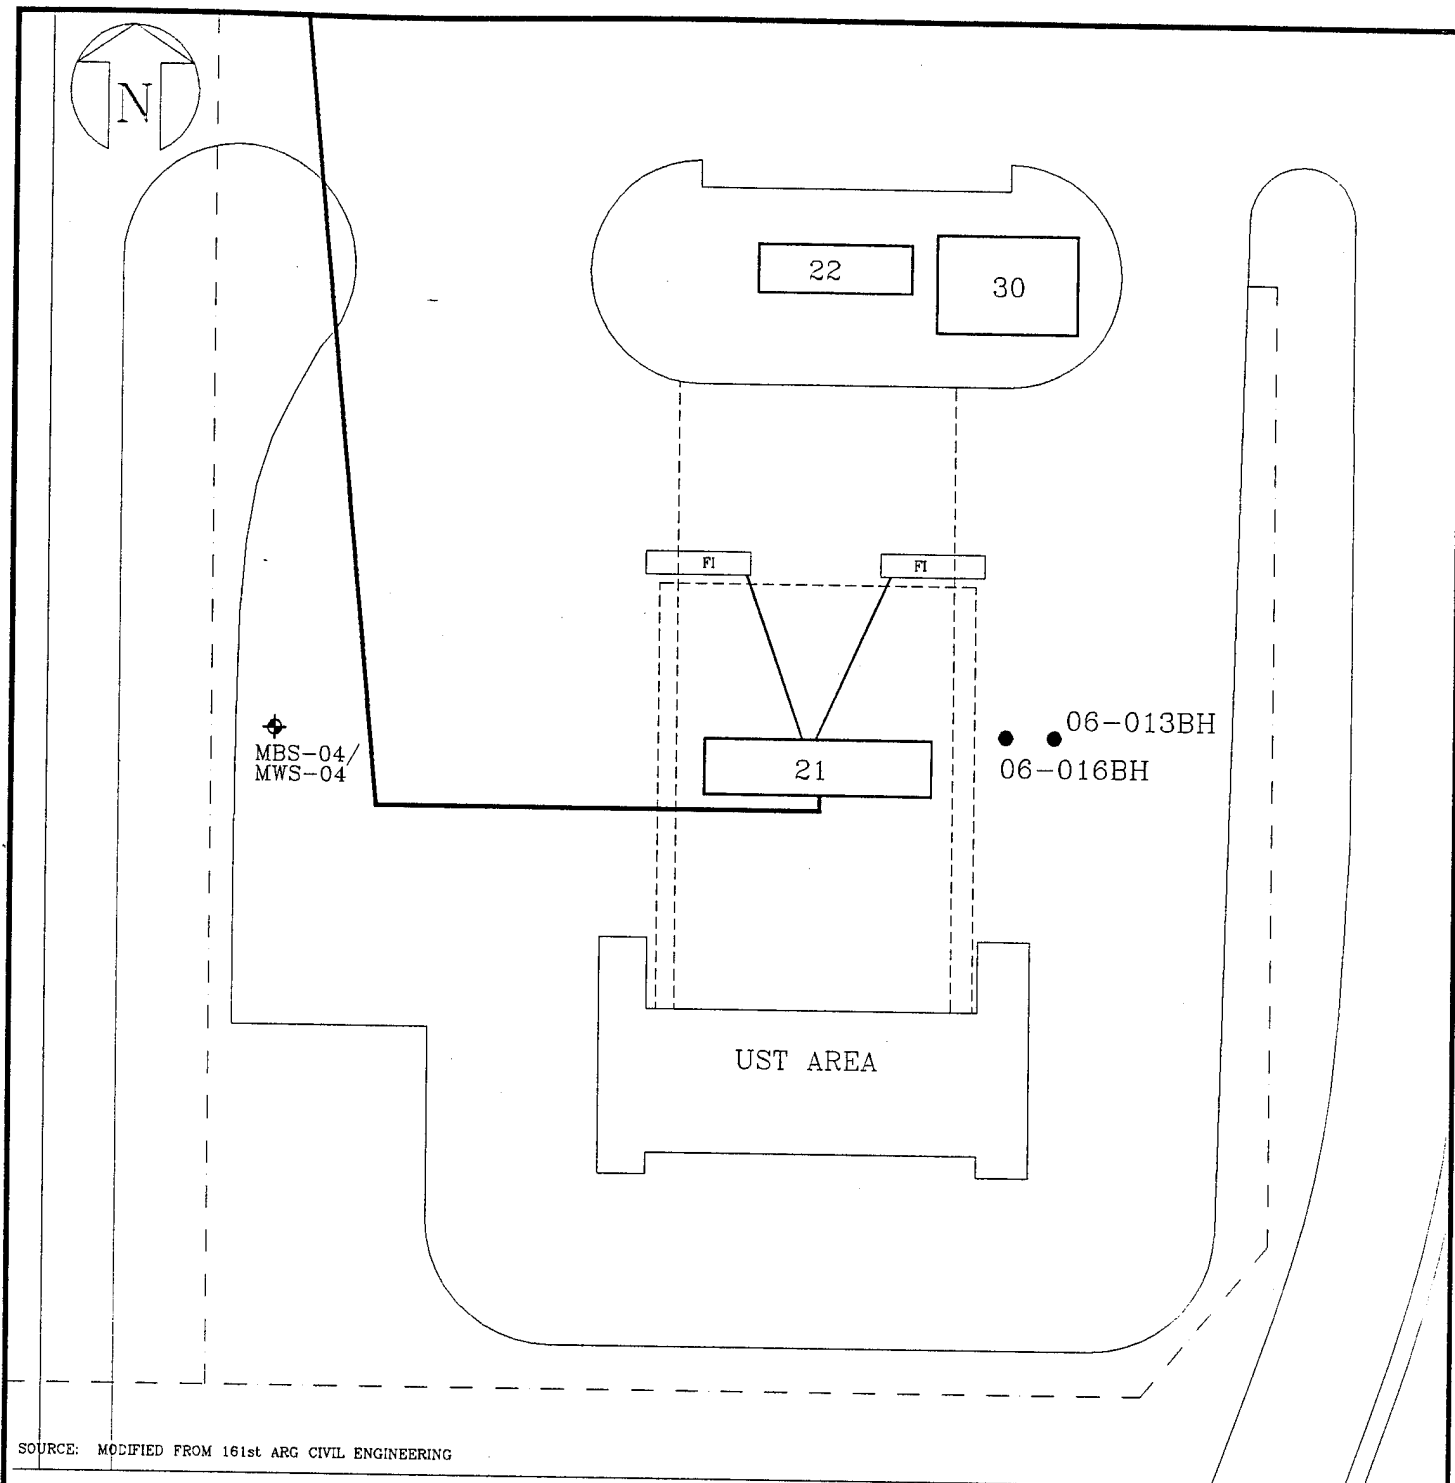 N
22
30
FI
FI
06-013BH
MBS-04/
MWS-04
21
06-016BH
UST AREA
SOURCE: MODIFIED FROM 161st ARG CIVIL ENGINEERING